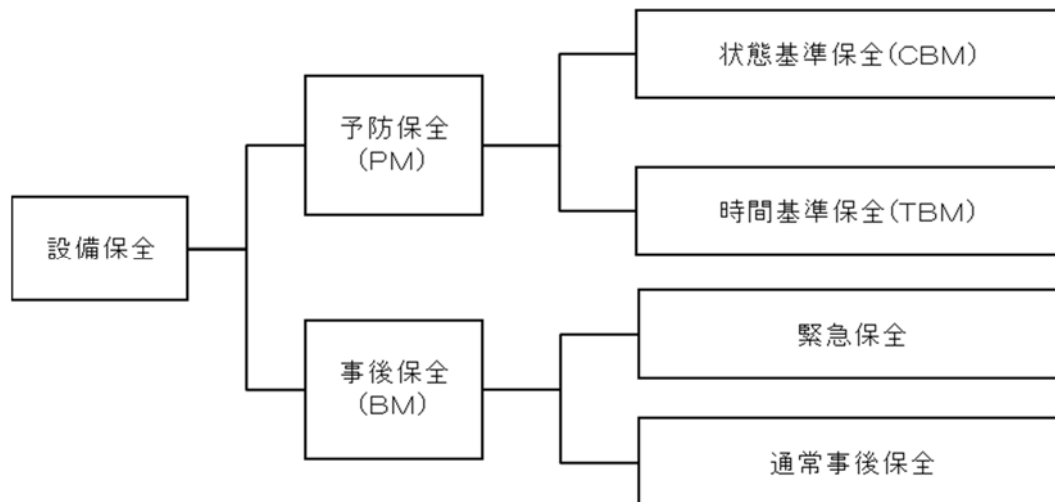 状態基準保全(CBM)
予防保全
(PM)
時間基準保全(TBM)
設備保全
緊急保全
事後保全
(BM)
通常事後保全